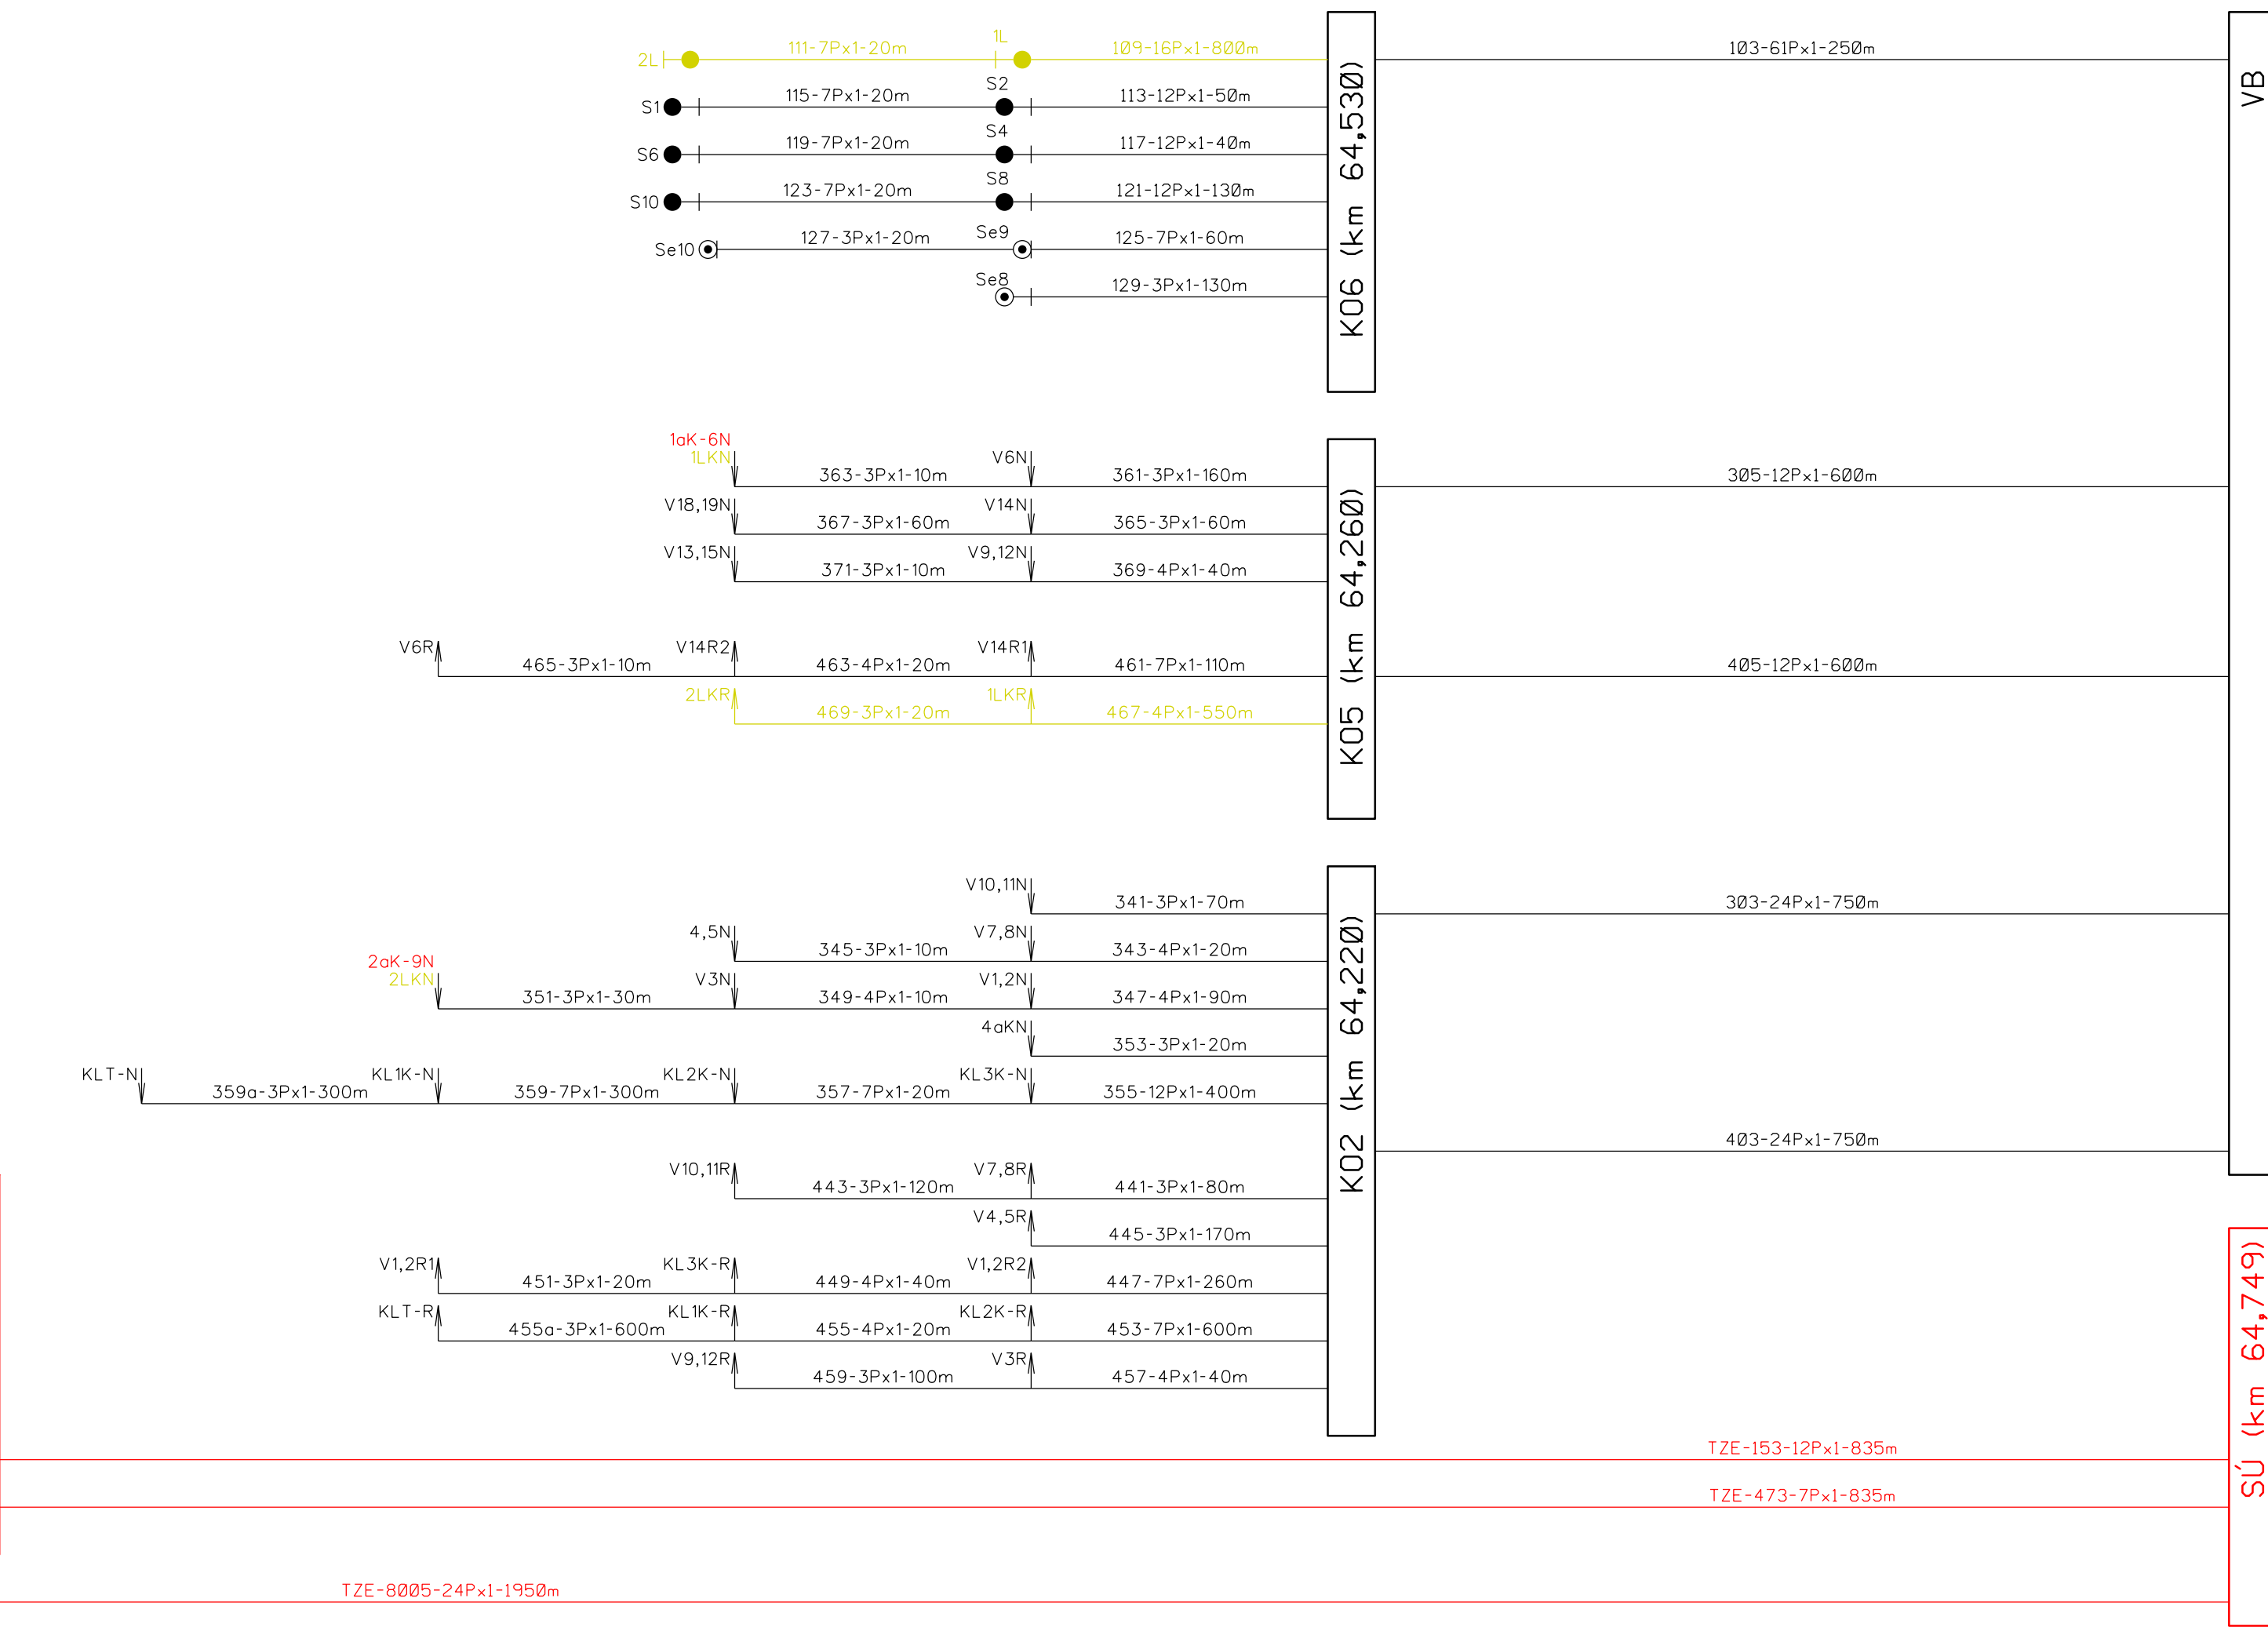 1L
2L 111-7Px1-20m 109-16Px1-800m 103-61Px1-250m
S2
S1 115-7Px1-20m 113-12Px1-50m
S4
S6 119-7Px1-20m 117-12Px1-40m
S8
S10 123-7Px1-20m 121-12Px1-130m
Se9
Se10 127-3Px1-20m 125-7Px1-60m
Se8
129-3Px1-130m
K06 (km 64,530)
VB
1aK-6N
1LKN V6N
363-3Px1-10m 361-3Px1-160m 305-12Px1-600m
V18,19N V14N
367-3Px1-60m 365-3Px1-60m
V13,15N V9,12N
371-3Px1-10m 369-4Px1-40m
V6R V14R2 V14R1
465-3Px1-10m 463-4Px1-20m 461-7Px1-110m 405-12Px1-600m
2LKR 1LKR
469-3Px1-20m 467-4Px1-550m
K05 (km 64,260)
V10,11N
341-3Px1-70m 303-24Px1-750m
4,5N V7,8N
345-3Px1-10m 343-4Px1-20m
2aK-9N
2LKN V3N V1,2N
351-3Px1-30m 349-4Px1-10m 347-4Px1-90m
4aKN
353-3Px1-20m
KLT-N KL1K-N KL2K-N KL3K-N
359a-3Px1-300m 359-7Px1-300m 357-7Px1-20m 355-12Px1-400m
403-24Px1-750m
V10,11R V7,8R
443-3Px1-120m 441-3Px1-80m
V4,5R
445-3Px1-170m
V1,2R1 KL3K-R V1,2R2
451-3Px1-20m 449-4Px1-40m 447-7Px1-260m
KLT-R KL1K-R KL2K-R
455a-3Px1-600m 455-4Px1-20m 453-7Px1-600m
V9,12R V3R
459-3Px1-100m 457-4Px1-40m
K02 (km 64,220)
TZE-153-12Px1-835m
TZE-473-7Px1-835m
TZE-8005-24Px1-1950m
SÚ (km 64,749)